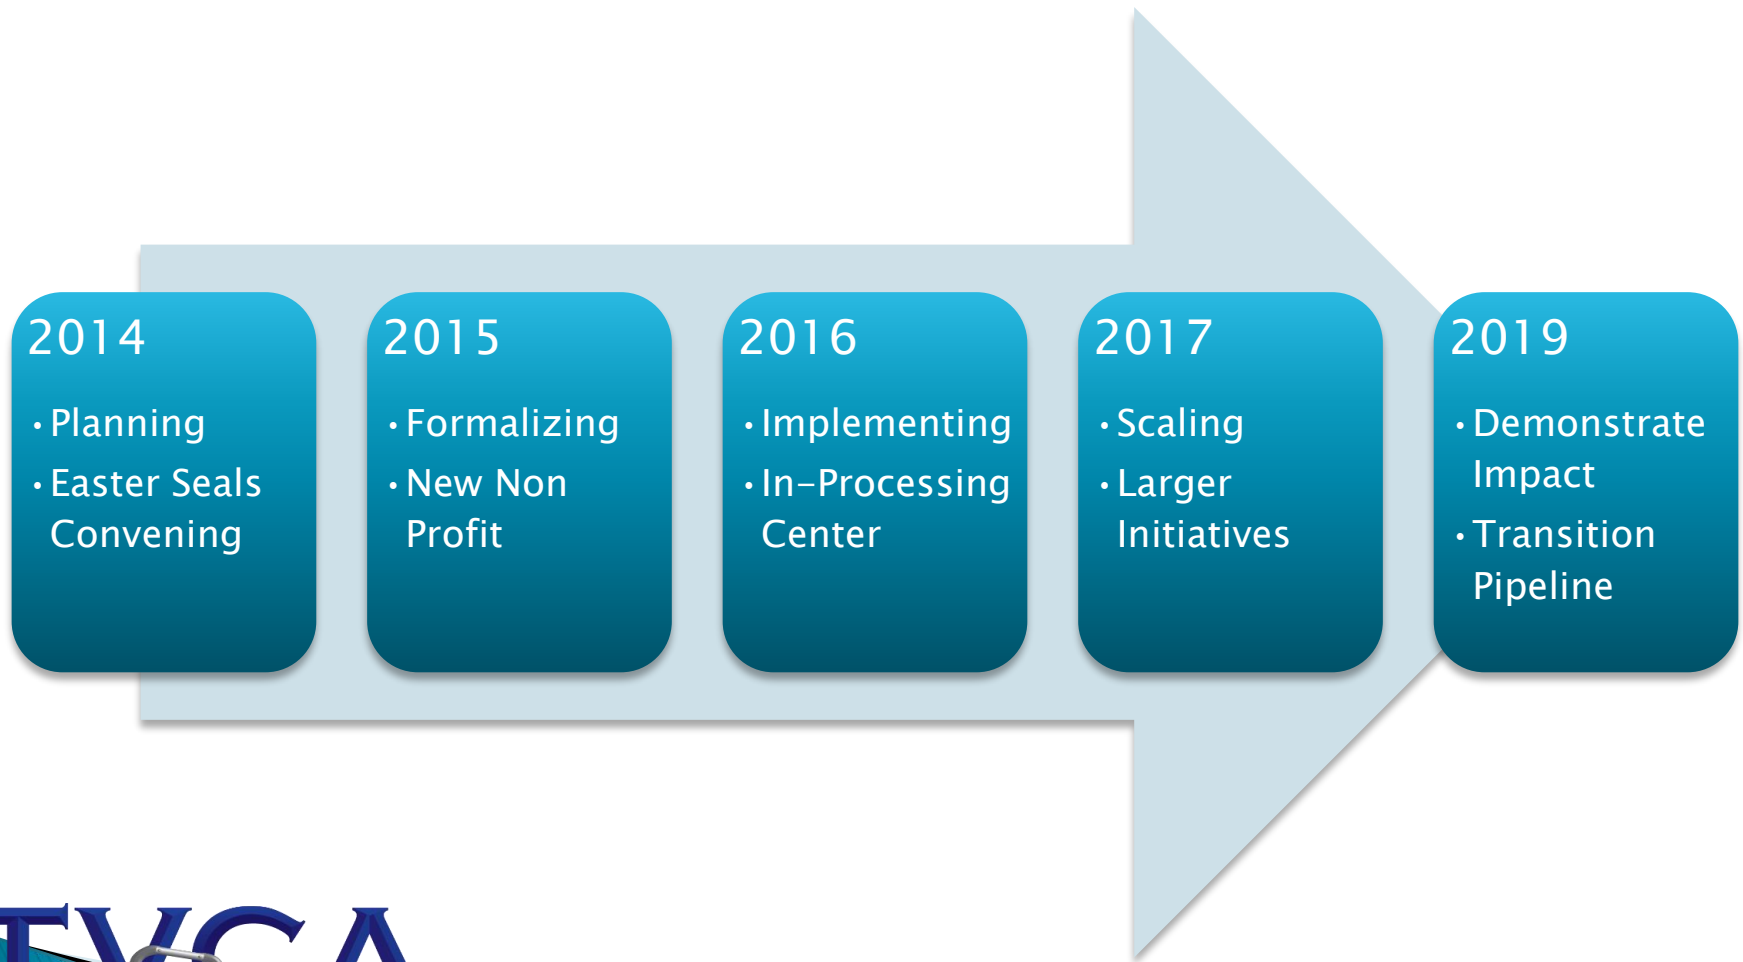 2014
• Planning
• Easter Seals
Convening
2015
• Formalizing
• New Non
Profit
2016
• Implementing
• In-Processing
Center
2017
• Scaling
• Larger
Initiatives
2019
• Demonstrate
Impact
• Transition
Pipeline
TVCA